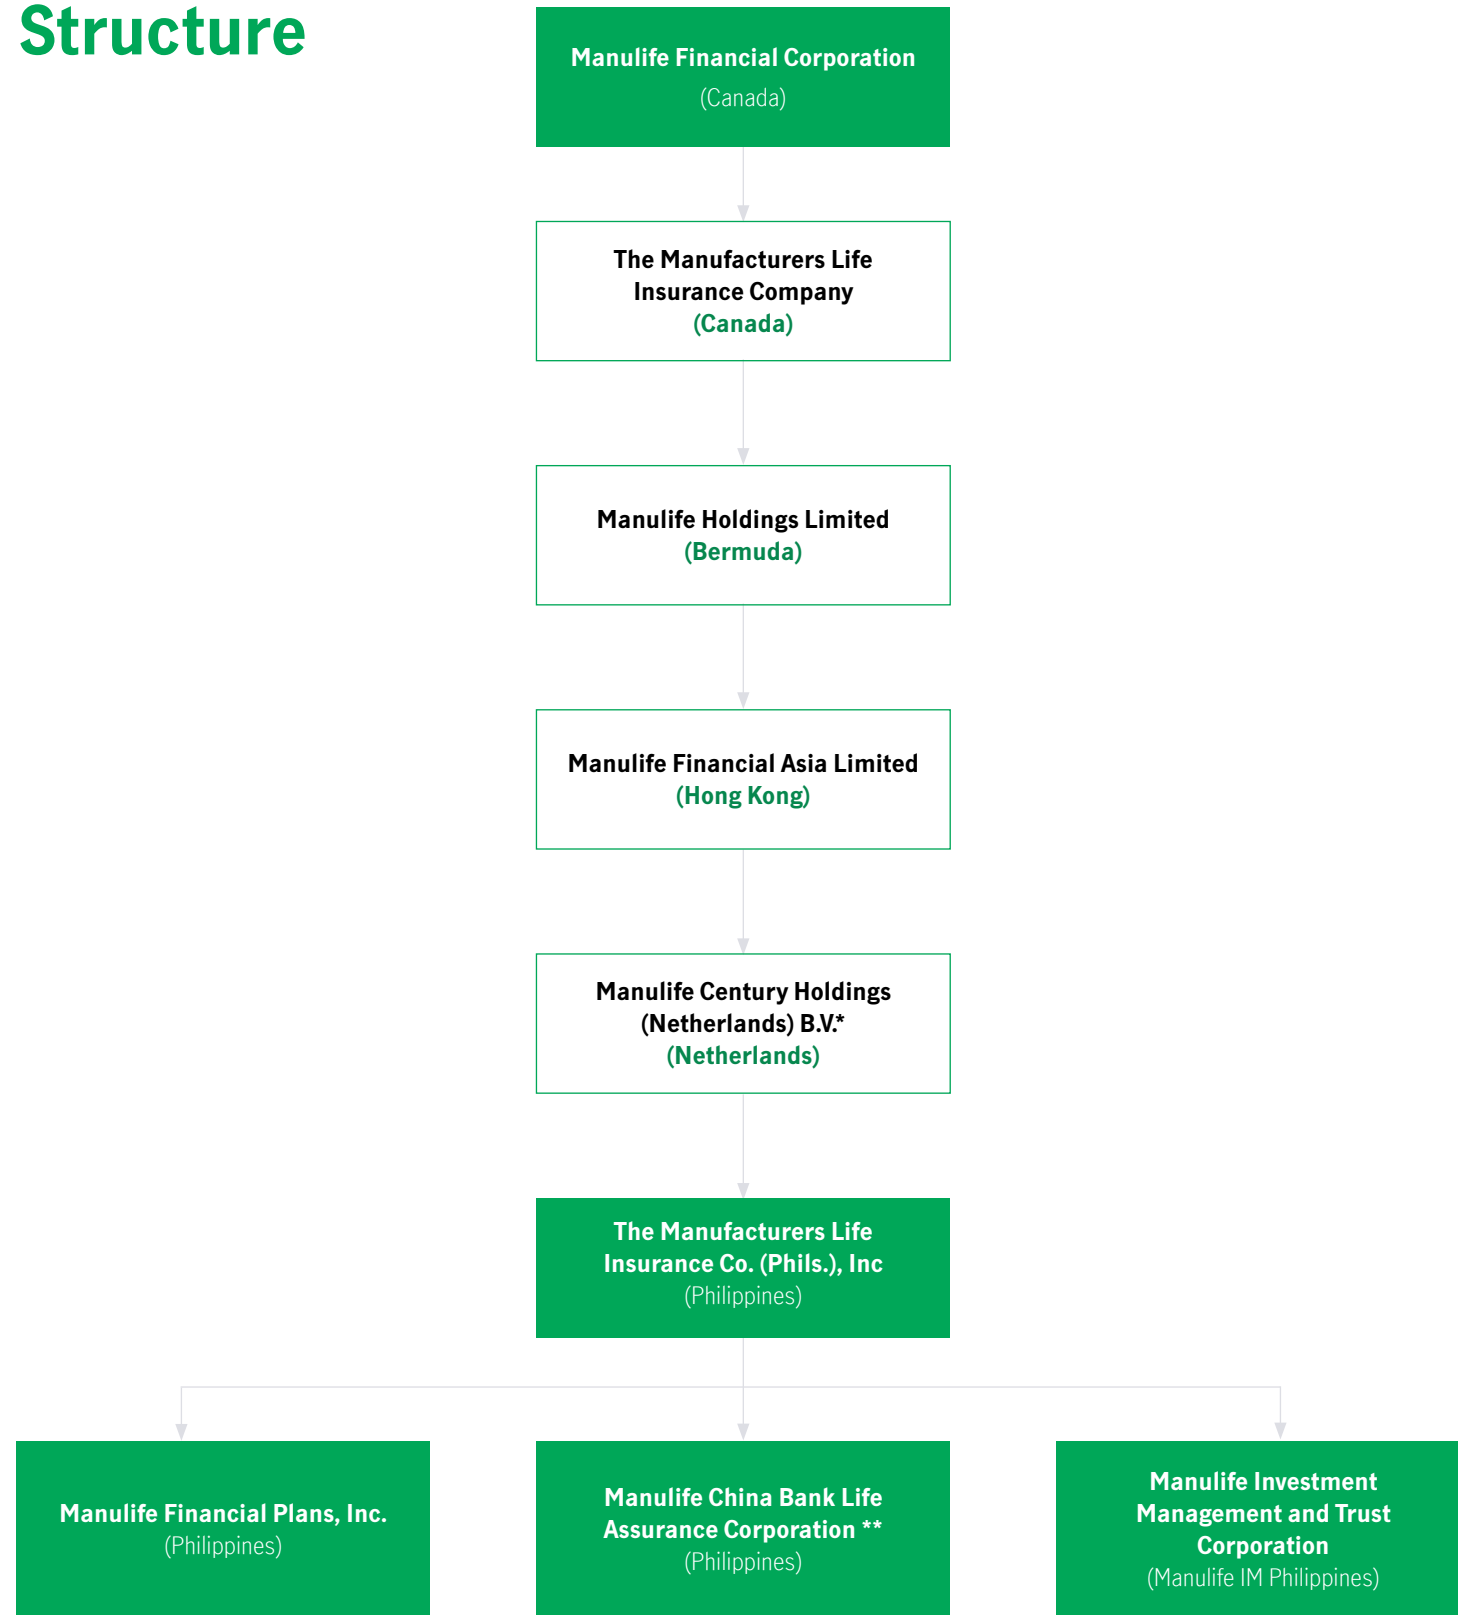 Structure
Manulife Financial Corporation
(Canada)
The Manufacturers Life
Insurance Company
(Canada)
Manulife Holdings Limited
(Bermuda)
Manulife Financial Asia Limited
(Hong Kong)
Manulife Century Holdings
(Netherlands) B.V.*
(Netherlands)
The Manufacturers Life
Insurance Co. (Phils.), Inc
(Philippines)
Manulife Financial Plans, Inc.
(Philippines)
Manulife China Bank Life
Assurance Corporation **
(Philippines)
Manulife Investment
Management and Trust
Corporation
(Manulife IM Philippines)